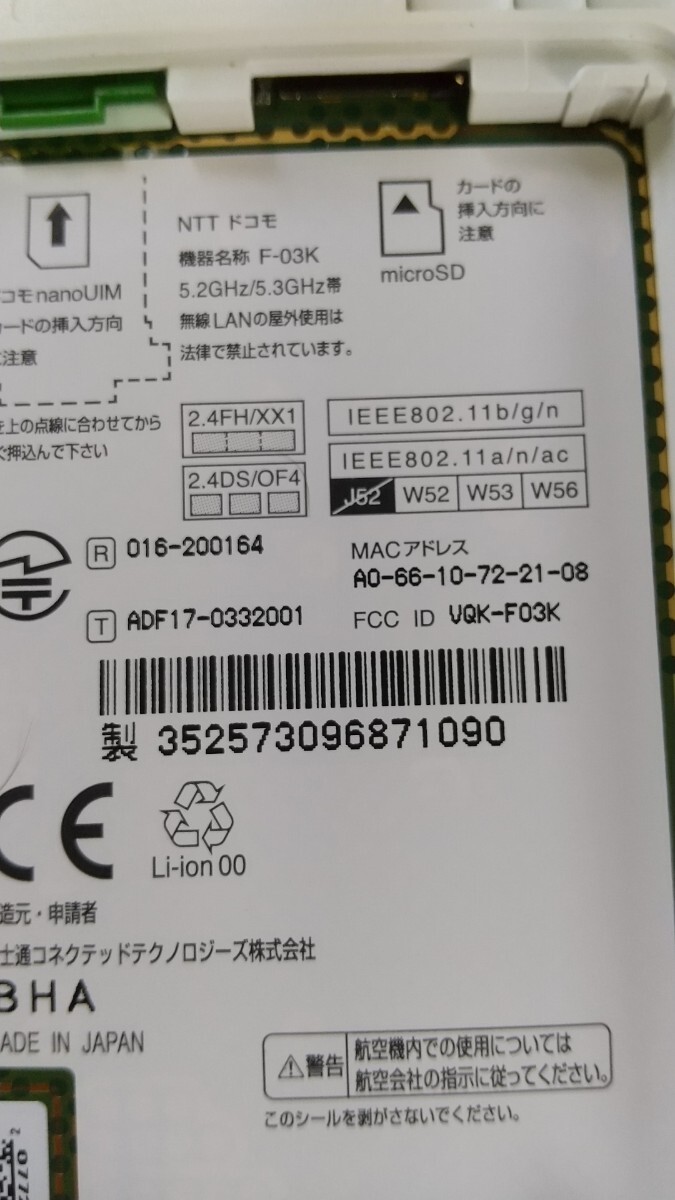 NTT ドコモ
機器名称 F-03K
5.2GHz/5.3GHz帯
無線LANの屋外使用は
法律で禁止されています。
カードの
挿入方向に
注意
microSD
コモnanoUIM
ードの挿入方向
注意
を上の点線に合わせてから
ぐ押込んで下さい
2.4FH/XX1
2.4DS/OF4
IEEE802.11b/g/n
IEEE802.11a/n/ac
J52 W52 W53 W56
R 016-200164
T ADF17-0332001
MACアドレス
A0-66-10-72-21-08
FCC ID VQK-F03K
製 352573096871090
CE
Li-ion 00
造元・申請者
士通コネクテッドテクノロジーズ株式会社
BHA
ADE IN JAPAN
警告 航空機内での使用については
航空会社の指示に従ってください。
このシールを剥がさないでください。